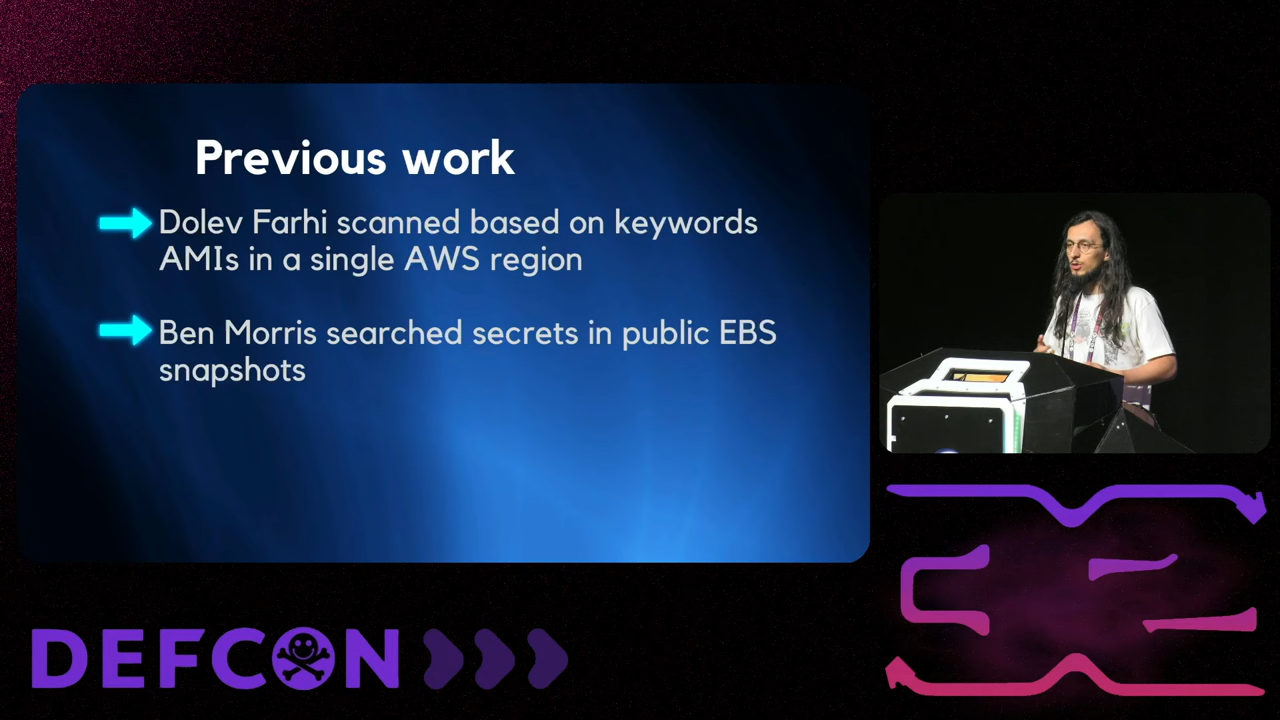 Previous work
Dolev Farhi scanned based on keywords
AMIs in a single AWS region
Ben Morris searched secrets in public EBS
snapshots
DEFCON